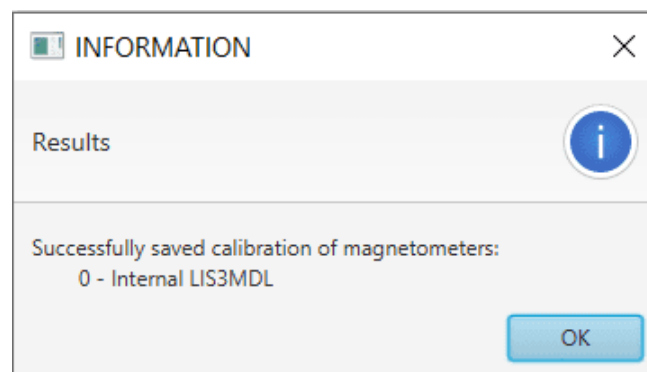 INFORMATION
Results
i
Successfully saved calibration of magnetometers:
0 - Internal LIS3MDL
OK